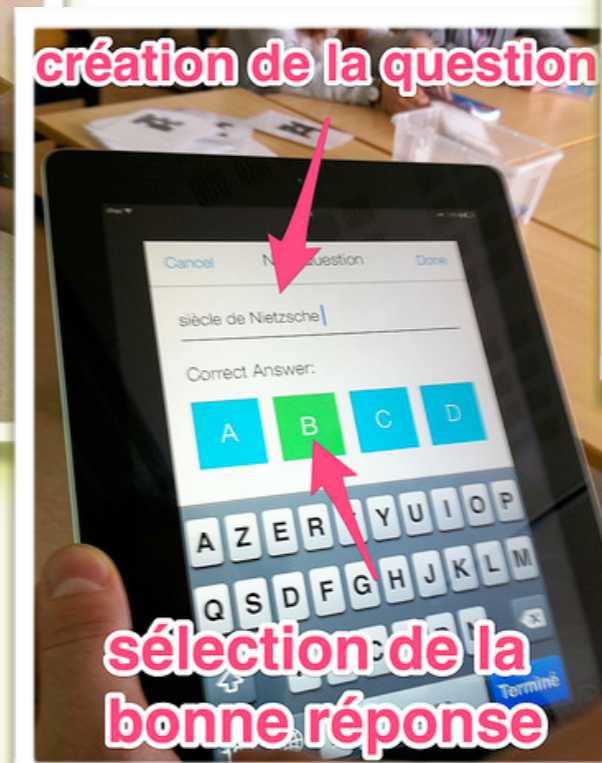 création de la question
Cancel
Done
siècle de Nietzsche
Correct Answer:
A B C D
A Z E R Y U I O P
Q S D F G H J K L M
sélection de la
Terminé
bonne réponse